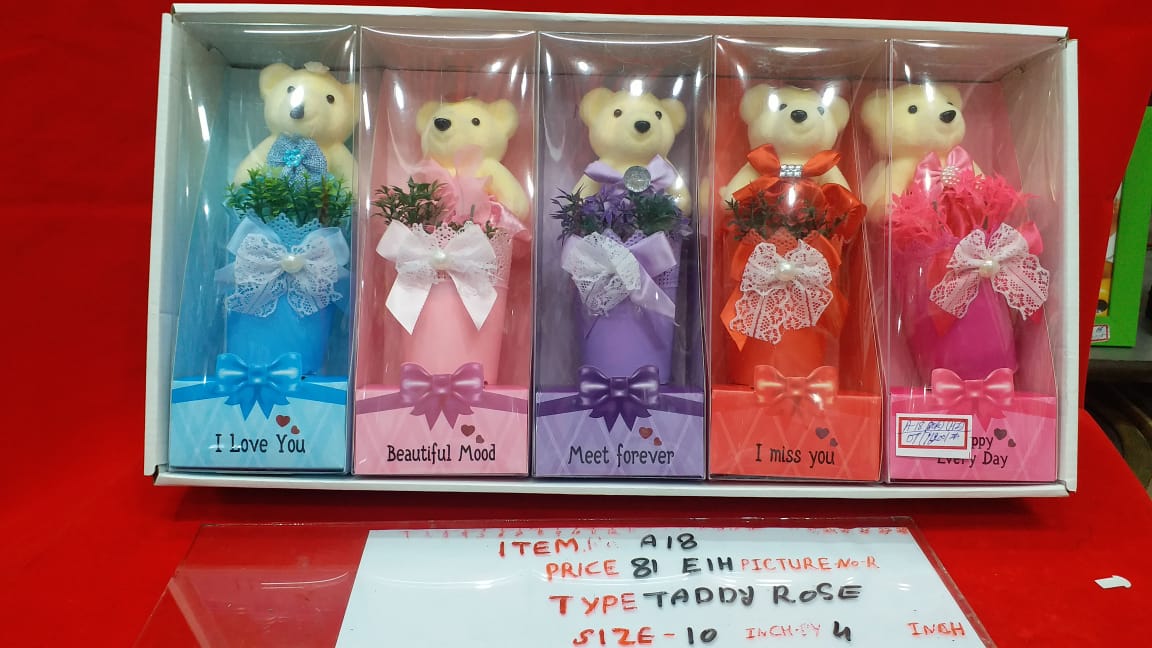 I Love You
Beautiful Mood
Meet forever
I miss you
Every Day
ITEM A18
PRICE 81 EIH PICTURE-NO-R
TYPE TADDY ROSE
SIZE-10 INCH-BY 4 INCH